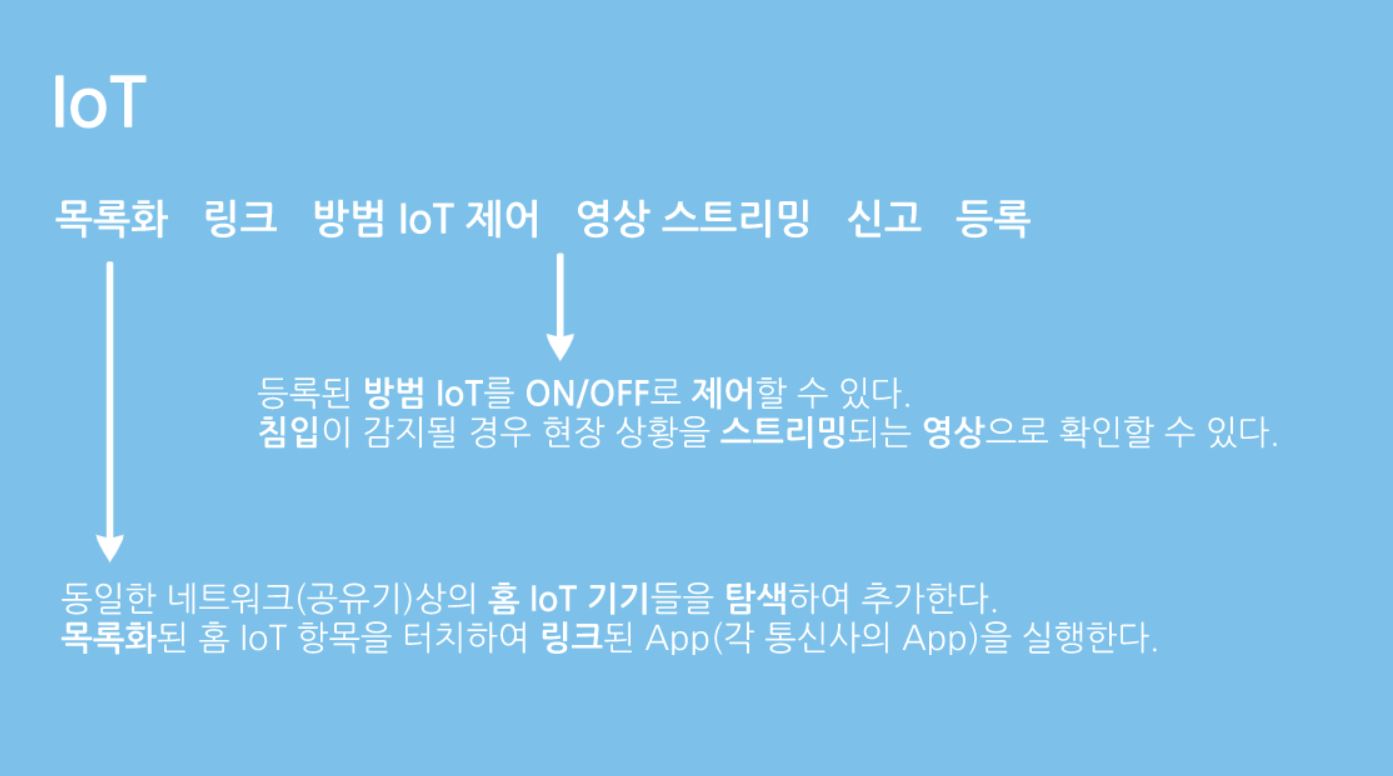 IoT
목록화 링크 방범 IoT 제어 영상 스트리밍 신고 등록
등록된 방범 IoT를 ON/OFF로 제어할 수 있다.
침입이 감지될 경우 현장 상황을 스트리밍되는 영상으로 확인할 수 있다.
동일한 네트워크(공유기)상의 홈 IoT 기기들을 탐색하여 추가한다.
목록화된 홈 IoT 항목을 터치하여 링크된 App(각 통신사의 App)을 실행한다.